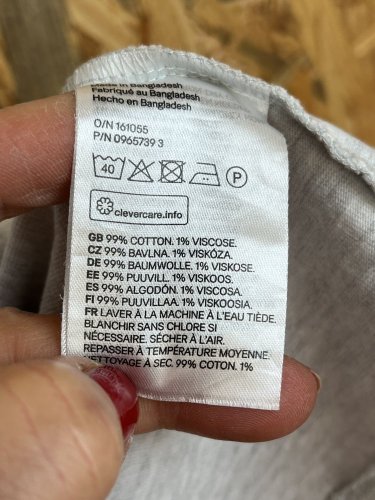 Made in Bangladesh
Fabriqué au Bangladesh
Hecho en Bangladesh
O/N 161055
P/N 0965739 3
40 P
clevercare.info
GB 99% COTTON. 1% VISCOSE.
CZ 99% BAVLNA. 1% VISKÓZA.
DE 99% BAUMWOLLE. 1% VISKOSE.
EE 99% PUUVILL. 1% VISKOOS.
ES 99% ALGODÓN. 1% VISCOSA.
FI 99% PUUVILLAA. 1% VISKOOSIA.
FR LAVER À LA MACHINE À L'EAU TIÈDE.
BLANCHIR SANS CHLORE SI
NÉCESSAIRE. SÉCHER À L'AIR.
REPASSER À TEMPÉRATURE MOYENNE.
NETTOYAGE À SEC. 99% COTON. 1%